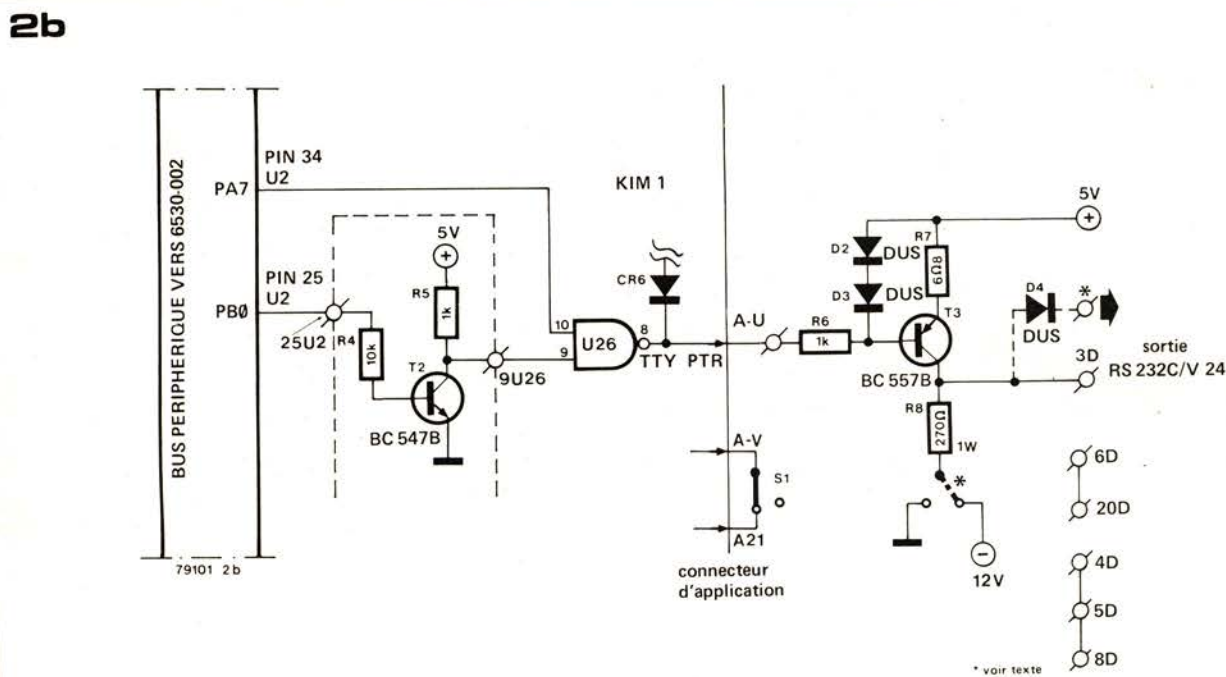 2b
BUS PERIPHERIQUE VERS 6530-002
PA7
PIN 34
U2
PB0
PIN 25
U2
25U2
R4
10k
5V
R5
1k
T2
BC 547B
9U26
10
9
U26
8
TTY
PTR
KIM 1
CR6
A-U
R6
1k
D2
DUS
D3
DUS
R7
6Ω8
5V
T3
BC 557B
D4
DUS
*
3D
sortie
RS 232C/V 24
R8
270Ω
1W
*
12V
A-V
S1
A21
connecteur
d'application
6D
20D
4D
5D
8D
79101 2b
* voir texte